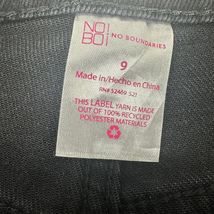 NO
BO
NO BOUNDARIES
9
Made in/Hecho en China
THIS LABEL YARN IS MADE
OUT OF 100% RECYCLED
POLYESTER MATERIALS